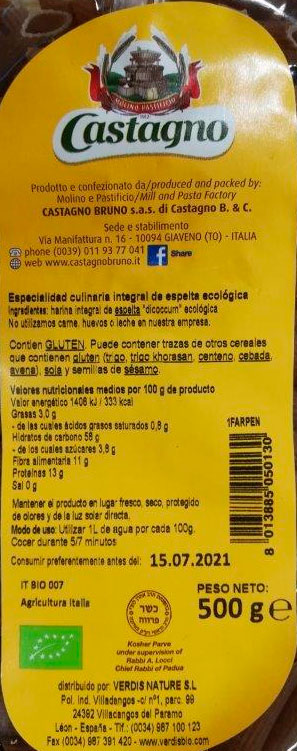 MOLINO PASTIFICIO
Castagno
Prodotto e confezionato da/produced and packed by:
Molino e Pastificio/Mill and Pasta Factory
CASTAGNO BRUNO s.a.s. di Castagno B. & C.
Sede e stabilimento
Via Manifattura n. 16 - 10094 GIAVENO (TO) - ITALIA
phone (0039) 011 93 77 041 f Share
web www.castagnobruno.it
Especialidad culinaria integral de espelta ecológica
Ingredientes: harina integral de espelta "dicoccum" ecológica
No utilizamos carne, huevos o leche en nuestra empresa.
Contien GLUTEN. Puede contener trazas de otros cereales
que contienen gluten (trigo, trigo khorasan, centeno, cebada,
avena), soja y semillas de sésamo.
Valores nutricionales medios por 100 g de producto
Valor energético 1406 kJ / 333 kcal
Grasas 3,0 g
- de las cuales ácidos grasos saturados 0,8 g
Hidratos de carbono 58 g
- de los cuales azúcares 3,8 g
Fibra alimentaria 11 g
Proteínas 13 g
Sal 0 g
1FARPEN
8 013885 050130
Mantener el producto en lugar fresco, seco, protegido
de olores y de la luz solar directa.
Modo de uso: Utilizar 1L de agua por cada 100g.
Cocer durante 5/7 minutos
Consumir preferentemente antes del: 15.07.2021
IT BIO 007
Agricultura Italia
PESO NETO:
500 g e
כשר
פרווה
Kosher Parve
under supervision of
Rabbi A. Locci
Chief Rabbi of Padua
distribuido por: VERDIS NATURE S.L
Pol. Ind. Villadangos -c/ nº1, parc. 99
24392 Villacangos del Paramo
Léon - España - Tlf.: (0034) 987 100 123
Fax (0034) 987 391 420 - www.verdisbio.com